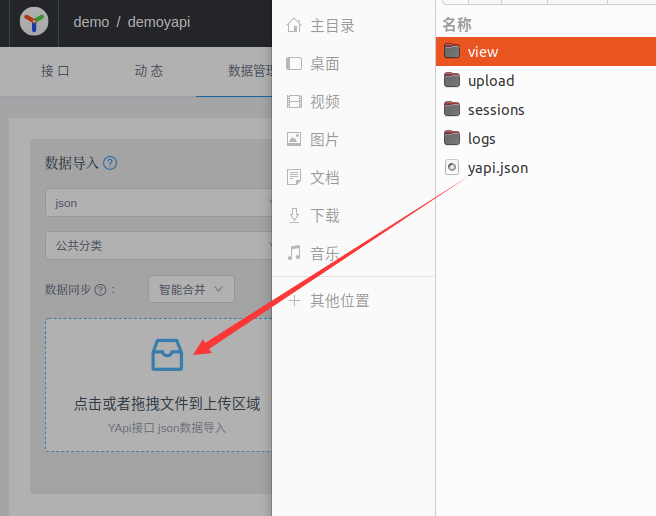 demo / demoyapi
接口
动态
数据管
数据导入
json
公共分类
数据同步 :
智能合并
点击或者拖拽文件到上传区域
YApi接口 json数据导入
主目录
桌面
视频
图片
文档
下载
音乐
其他位置
名称
view
upload
sessions
logs
yapi.json